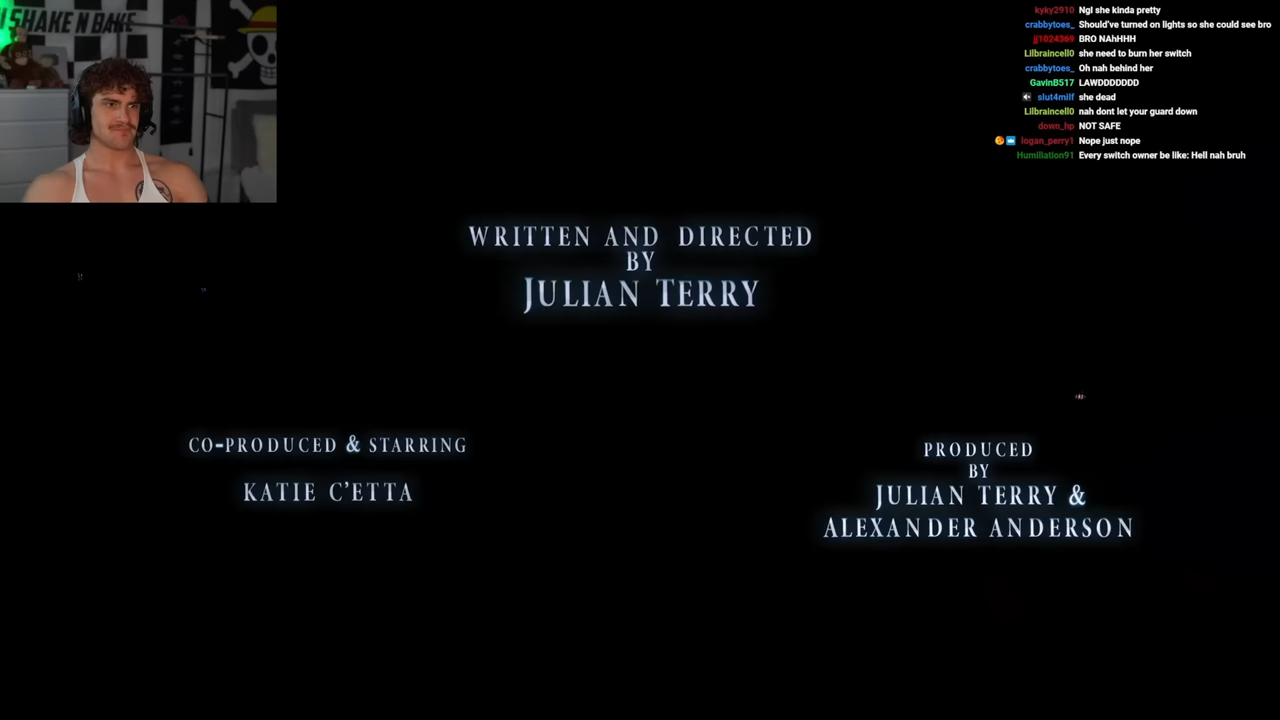 I SHAKE N BAKE
kyky2910 Ngl she kinda pretty
crabbytoes_ Should've turned on lights so she could see bro
jj1024369 BRO NAhHHH
Lilbraincell0 she need to burn her switch
crabbytoes_ Oh nah behind her
GavinB517 LAWDDDDDDD
slut4milf she dead
Lilbraincell0 nah dont let your guard down
down_hp NOT SAFE
logan_perry1 Nope just nope
Humiliation91 Every switch owner be like: Hell nah bruh
WRITTEN AND DIRECTED
BY
JULIAN TERRY
CO-PRODUCED & STARRING
KATIE C'ETTA
PRODUCED
BY
JULIAN TERRY &
ALEXANDER ANDERSON